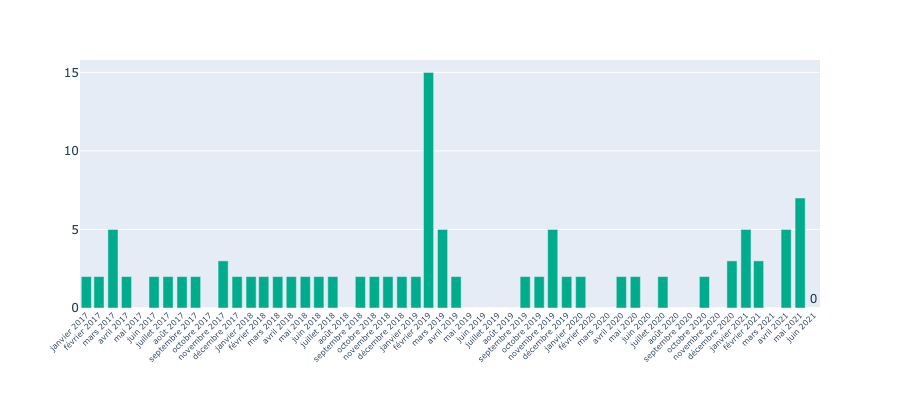 15
10
5
0
0
janvier 2017
février 2017
mars 2017
avril 2017
mai 2017
juin 2017
juillet 2017
août 2017
septembre 2017
octobre 2017
novembre 2017
décembre 2017
janvier 2018
février 2018
mars 2018
avril 2018
mai 2018
juin 2018
juillet 2018
août 2018
septembre 2018
octobre 2018
novembre 2018
décembre 2018
janvier 2019
février 2019
mars 2019
avril 2019
mai 2019
juin 2019
juillet 2019
août 2019
septembre 2019
octobre 2019
novembre 2019
décembre 2019
janvier 2020
février 2020
mars 2020
avril 2020
mai 2020
juin 2020
juillet 2020
août 2020
septembre 2020
octobre 2020
novembre 2020
décembre 2020
janvier 2021
février 2021
mars 2021
avril 2021
mai 2021
juin 2021